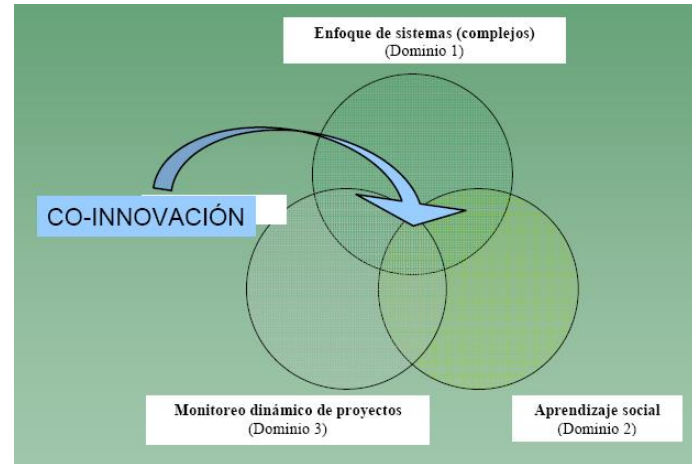 Enfoque de sistemas (complejos)
(Dominio 1)
CO-INNOVACIÓN
Monitoreo dinámico de proyectos
(Dominio 3)
Aprendizaje social
(Dominio 2)